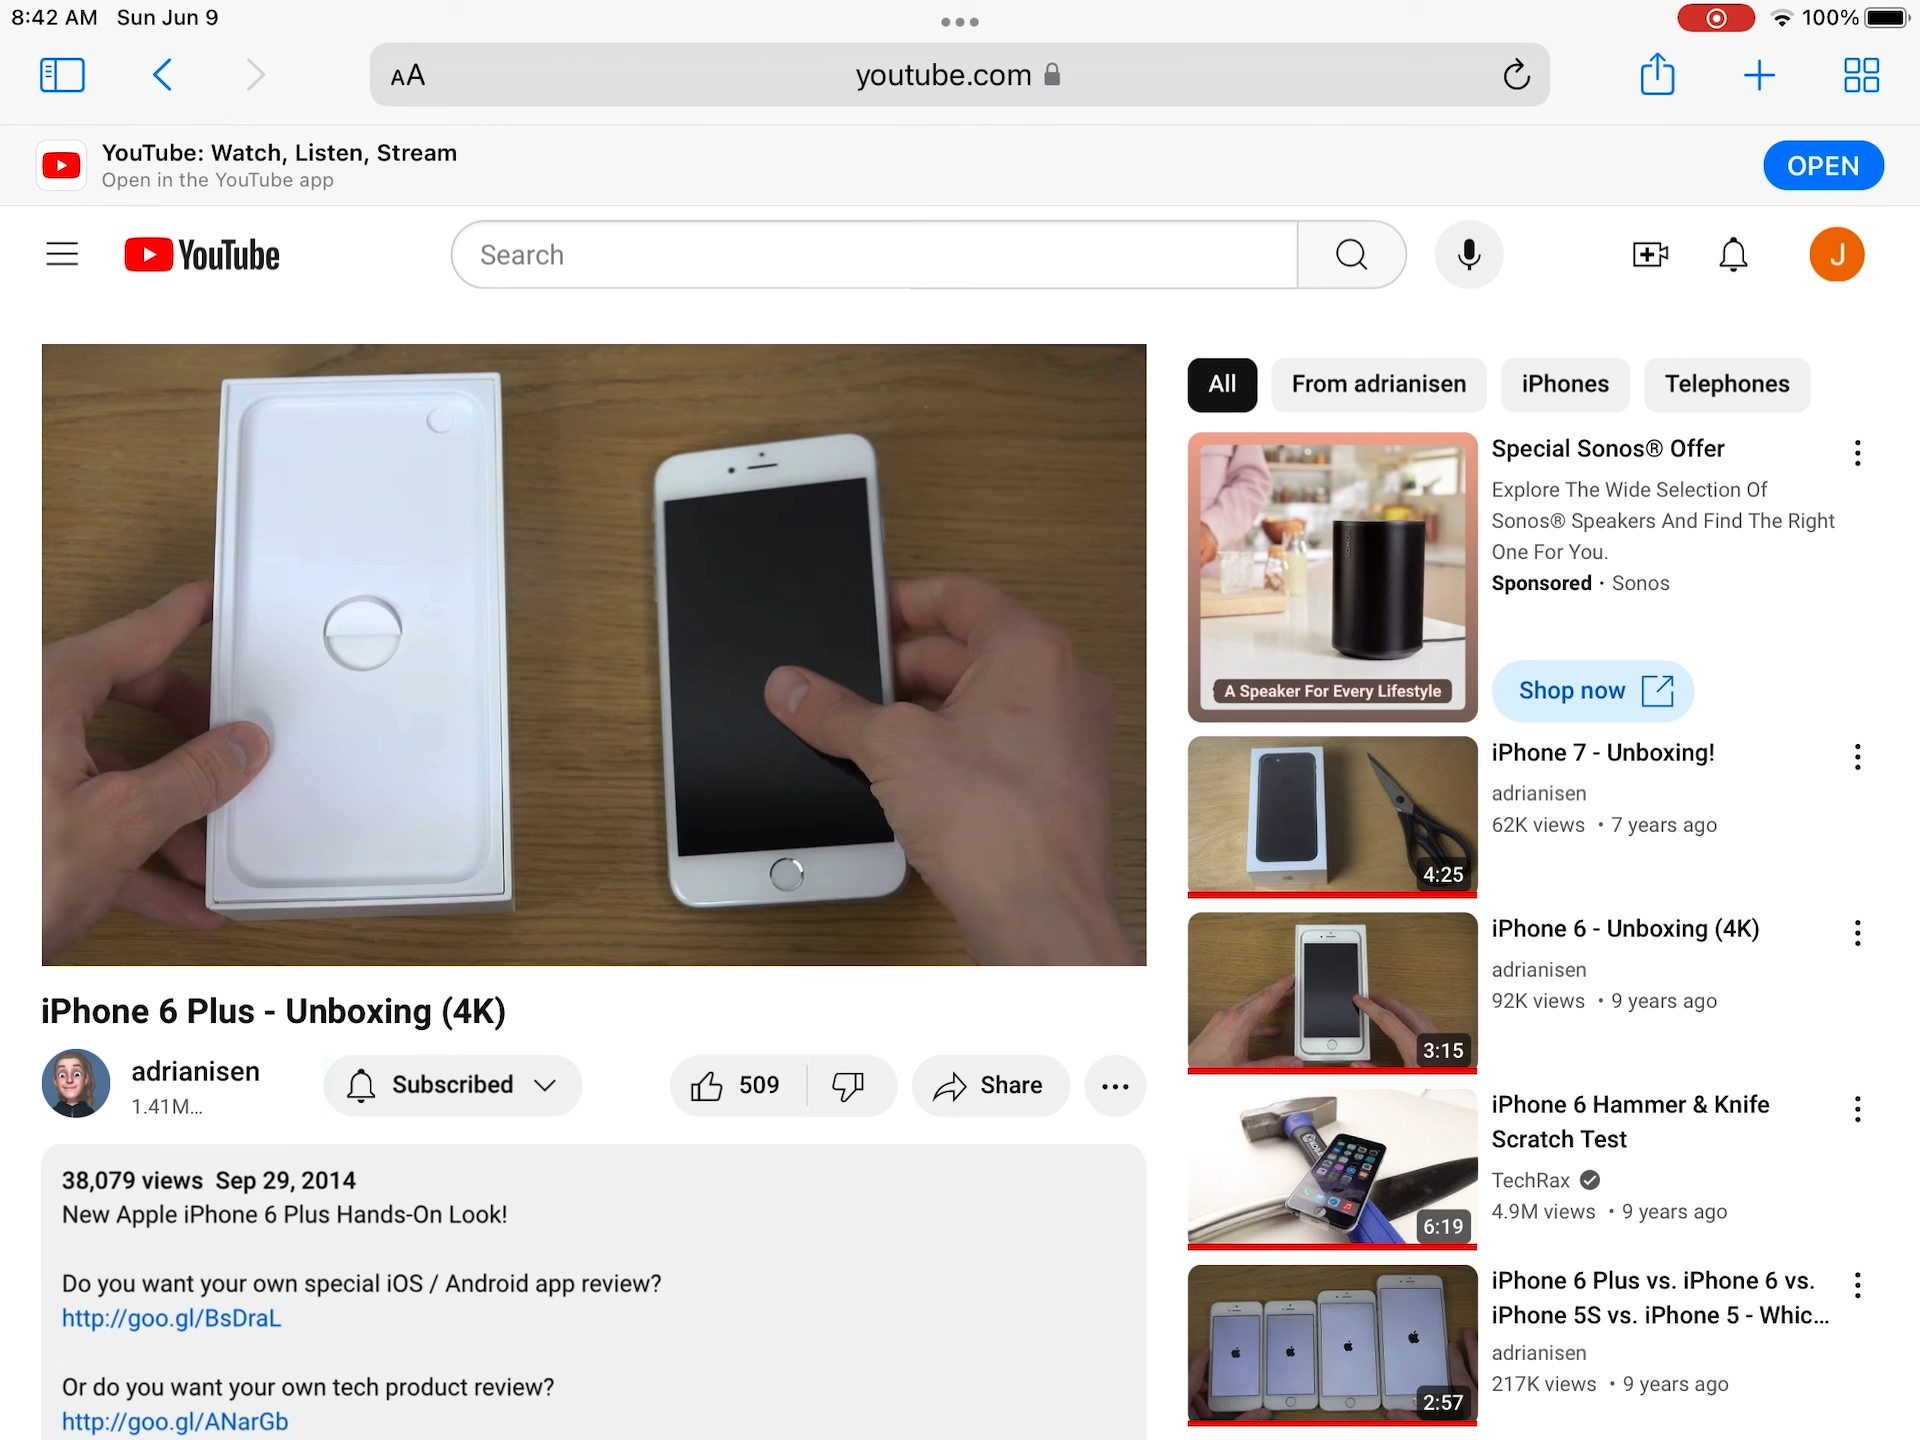 8:42 AM Sun Jun 9
100%
AA
youtube.com
YouTube: Watch, Listen, Stream
Open in the YouTube app
OPEN
YouTube
Search
J
All
From adrianisen
iPhones
Telephones
Special Sonos® Offer
Explore The Wide Selection Of
Sonos® Speakers And Find The Right
One For You.
Sponsored · Sonos
SONOS
A Speaker For Every Lifestyle
Shop now
iPhone 7 - Unboxing!
adrianisen
62K views • 7 years ago
4:25
iPhone 6 - Unboxing (4K)
adrianisen
92K views • 9 years ago
3:15
iPhone 6 Hammer & Knife
Scratch Test
TechRax
4.9M views • 9 years ago
6:19
iPhone 6 Plus vs. iPhone 6 vs.
iPhone 5S vs. iPhone 5 - Whic...
adrianisen
217K views • 9 years ago
2:57
iPhone 6 Plus - Unboxing (4K)
adrianisen
1.41M...
Subscribed
509
Share
38,079 views Sep 29, 2014
New Apple iPhone 6 Plus Hands-On Look!
Do you want your own special iOS / Android app review?
http://goo.gl/BsDraL
Or do you want your own tech product review?
http://goo.gl/ANarGb